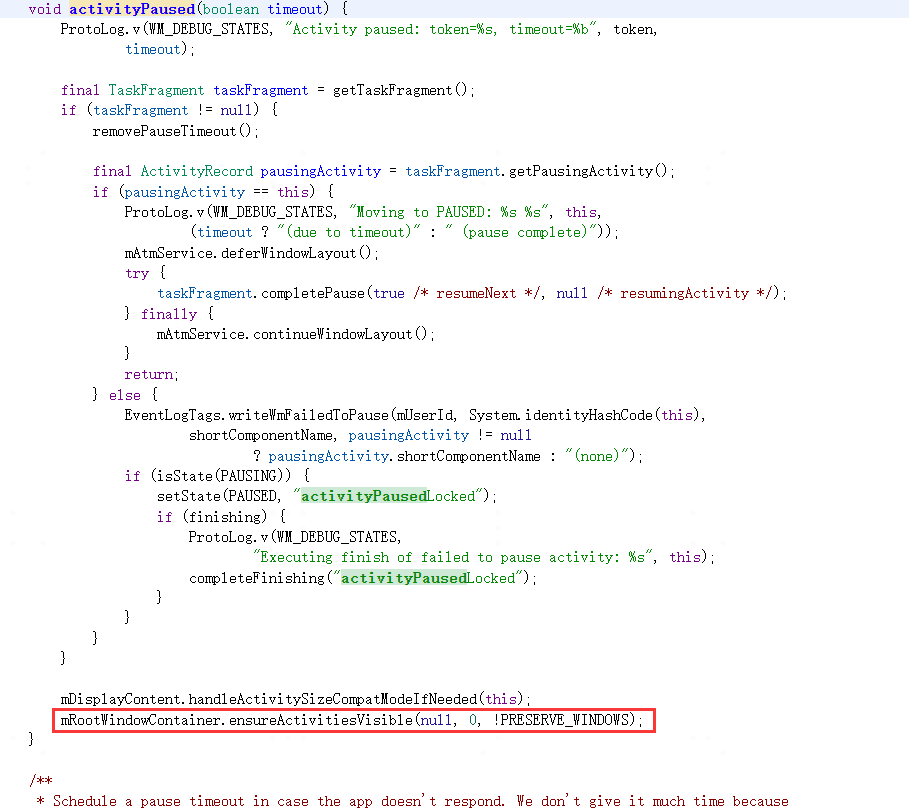 void activityPaused(boolean timeout) {
ProtoLog.v(WM_DEBUG_STATES, "Activity paused: token=%s, timeout=%b", token,
timeout);
final TaskFragment taskFragment = getTaskFragment();
if (taskFragment != null) {
removePauseTimeout();
final ActivityRecord pausingActivity = taskFragment.getPausingActivity();
if (pausingActivity == this) {
ProtoLog.v(WM_DEBUG_STATES, "Moving to PAUSED: %s %s", this,
(timeout ? "(due to timeout)" : " (pause complete)"));
mAtmService.deferWindowLayout();
try {
taskFragment.completePause(true /* resumeNext */, null /* resumingActivity */);
} finally {
mAtmService.continueWindowLayout();
}
return;
} else {
EventLogTags.writeWmFailedToPause(mUserId, System.identityHashCode(this),
shortComponentName, pausingActivity != null
? pausingActivity.shortComponentName : "(none)");
if (isState(PAUSING)) {
setState(PAUSED, "activityPausedLocked");
if (finishing) {
ProtoLog.v(WM_DEBUG_STATES,
"Executing finish of failed to pause activity: %s", this);
completeFinishing("activityPausedLocked");
}
}
}
}
mDisplayContent.handleActivitySizeCompatModeIfNeeded(this);
mRootWindowContainer.ensureActivitiesVisible(null, 0, !PRESERVE_WINDOWS);
}
/**
* Schedule a pause timeout in case the app doesn't respond. We don't give it much time because